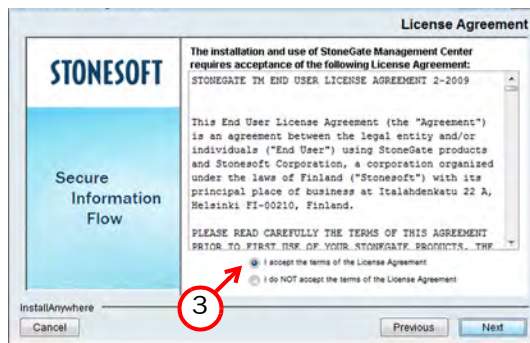 License Agreement
STONESOFT
Secure
Information
Flow
The installation and use of StoneGate Management Center
requires acceptance of the following License Agreement:
STONEGATE TM END USER LICENSE AGREEMENT 2-2009
This End User License Agreement (the "Agreement")
is an agreement between the legal entity and/or
individuals ("End User") using StoneGate products
and Stonesoft Corporation, a corporation organized
under the laws of Finland ("Stonesoft") with its
principal place of business at Italahdenkatu 22 A,
Helsinki FI-00210, Finland.
PLEASE READ CAREFULLY THE TERMS OF THIS AGREEMENT
PRIOR TO FIRST USE OF YOUR STONEGATE PRODUCTS. THE
I accept the terms of the License Agreement
I do NOT accept the terms of the License Agreement
3
InstallAnywhere
Cancel
Previous
Next